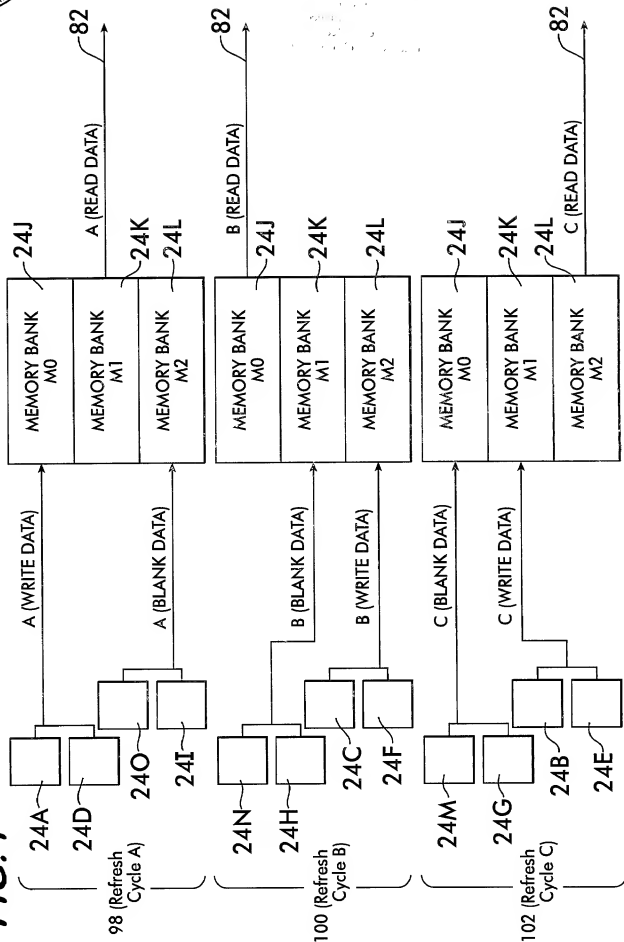 98 (Refresh
Cycle A)
24A
24D
24O
24I
A (WRITE DATA)
A (BLANK DATA)
MEMORY BANK
M0
MEMORY BANK
M1
MEMORY BANK
M2
24J
24K
24L
A (READ DATA)
82
100 (Refresh
Cycle B)
24N
24H
24C
24F
B (BLANK DATA)
B (WRITE DATA)
MEMORY BANK
M0
MEMORY BANK
M1
MEMORY BANK
M2
24J
24K
24L
B (READ DATA)
82
102 (Refresh
Cycle C)
24M
24G
24B
24E
C (BLANK DATA)
C (WRITE DATA)
MEMORY BANK
M0
MEMORY BANK
M1
MEMORY BANK
M2
24J
24K
24L
C (READ DATA)
82